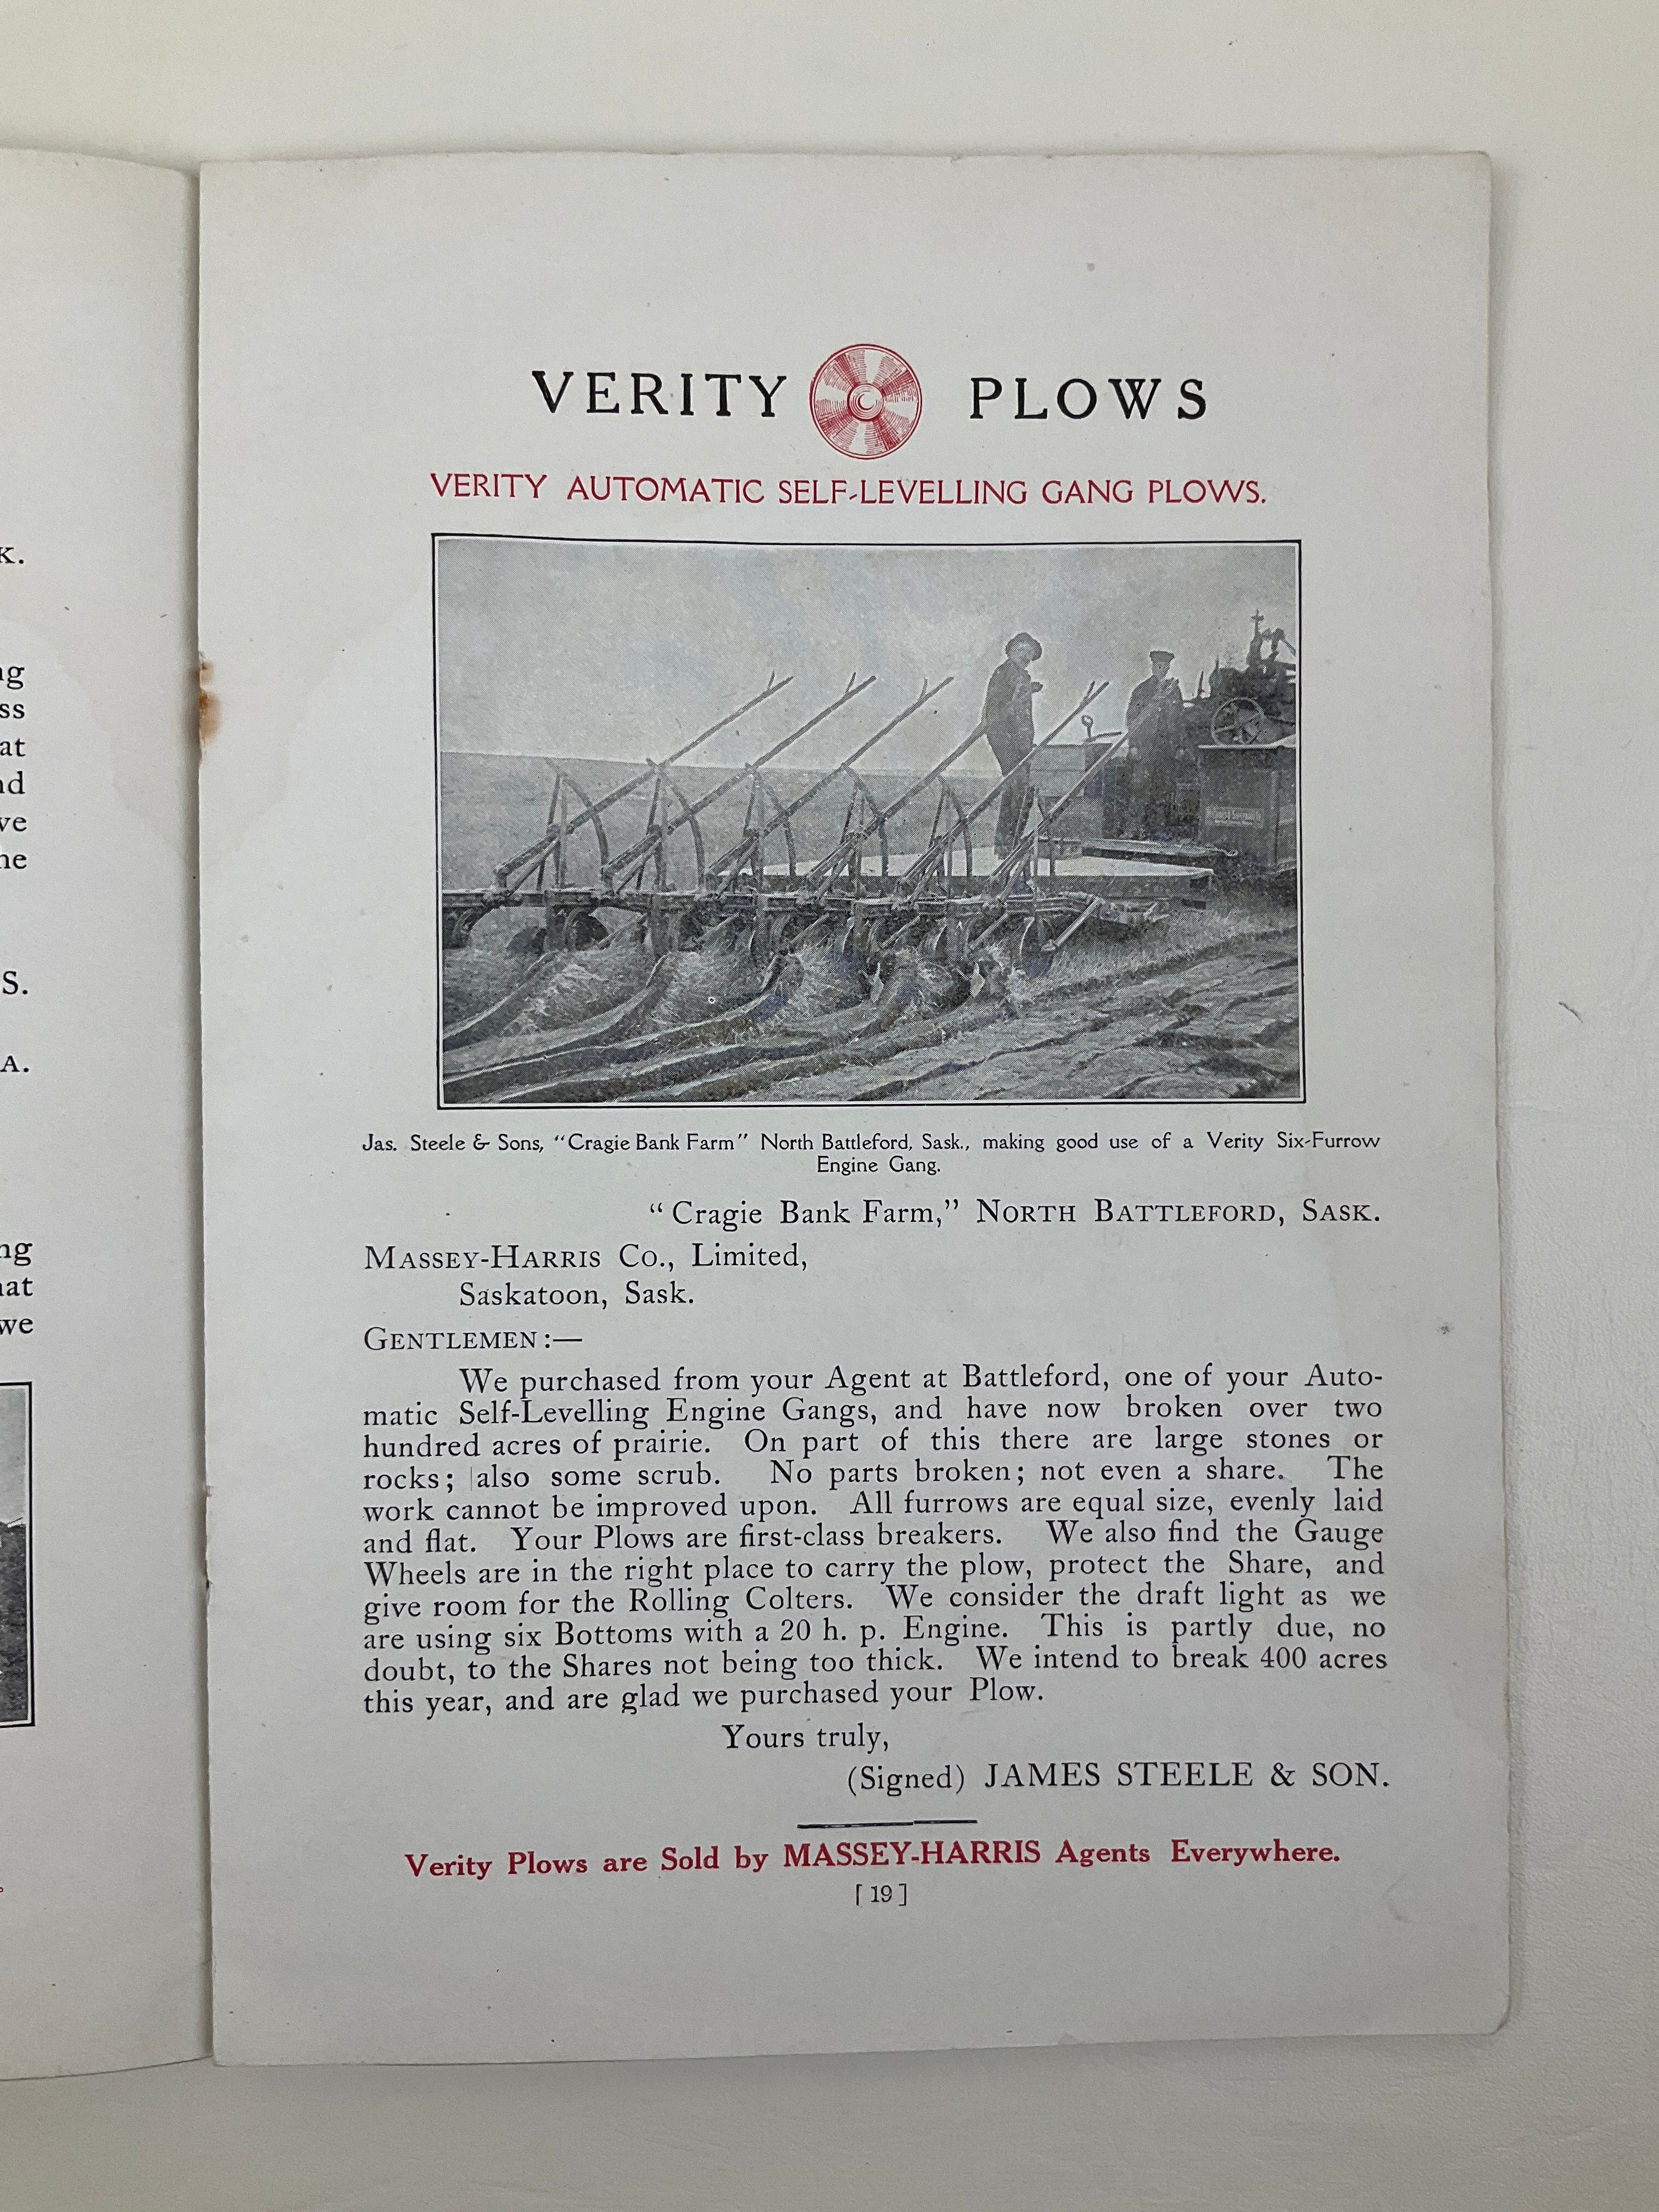 K.
ng
ss
at
nd
ve
ne
S.
A.
ng
hat
we
VERITY PLOWS
VERITY AUTOMATIC SELF-LEVELLING GANG PLOWS.
Jas. Steele & Sons, “Cragie Bank Farm” North Battleford, Sask., making good use of a Verity Six-Furrow
Engine Gang.
“Cragie Bank Farm,” NORTH BATTLEFORD, SASK.
MASSEY-HARRIS CO., Limited,
Saskatoon, Sask.
GENTLEMEN:—
We purchased from your Agent at Battleford, one of your Auto-
matic Self-Levelling Engine Gangs, and have now broken over two
hundred acres of prairie. On part of this there are large stones or
rocks; also some scrub. No parts broken; not even a share. The
work cannot be improved upon. All furrows are equal size, evenly laid
and flat. Your Plows are first-class breakers. We also find the Gauge
Wheels are in the right place to carry the plow, protect the Share, and
give room for the Rolling Colters. We consider the draft light as we
are using six Bottoms with a 20 h. p. Engine. This is partly due, no
doubt, to the Shares not being too thick. We intend to break 400 acres
this year, and are glad we purchased your Plow.
Yours truly,
(Signed) JAMES STEELE & SON.
Verity Plows are Sold by MASSEY-HARRIS Agents Everywhere.
[ 19 ]